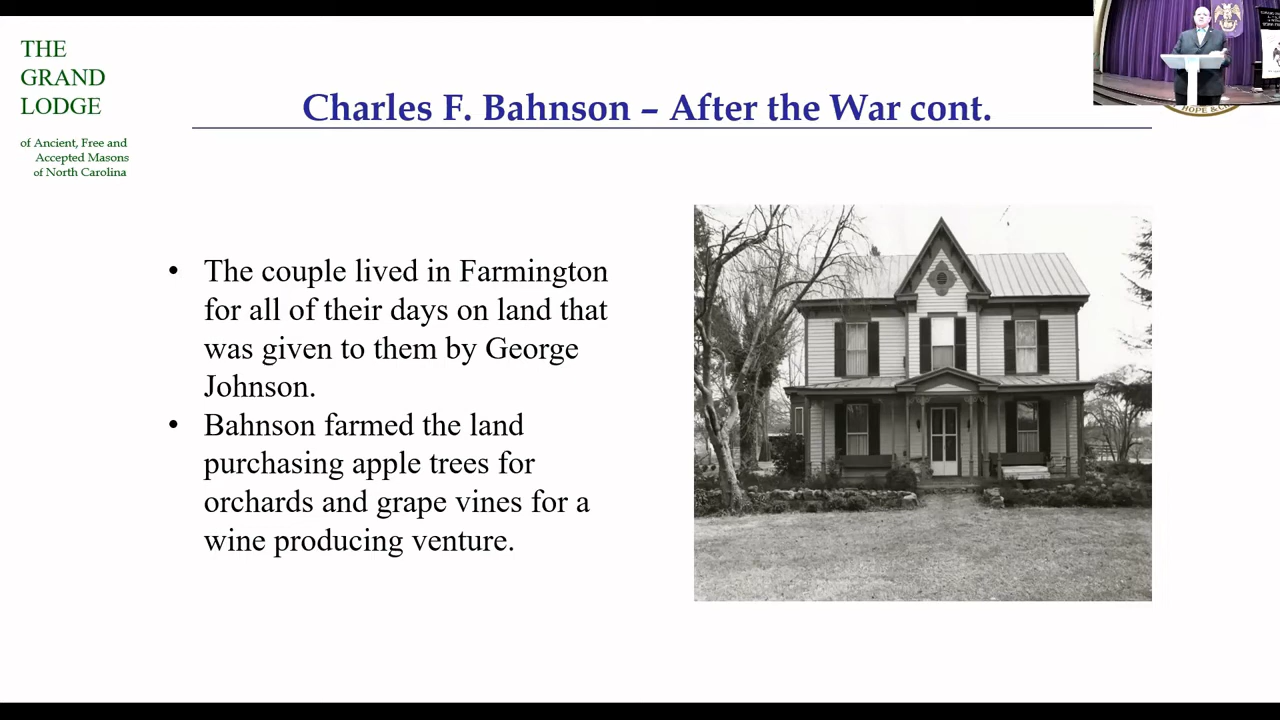 THE
GRAND
LODGE
of Ancient, Free and
Accepted Masons
of North Carolina
Charles F. Bahnson – After the War cont.
HOPE &
• The couple lived in Farmington
for all of their days on land that
was given to them by George
Johnson.
• Bahnson farmed the land
purchasing apple trees for
orchards and grape vines for a
wine producing venture.